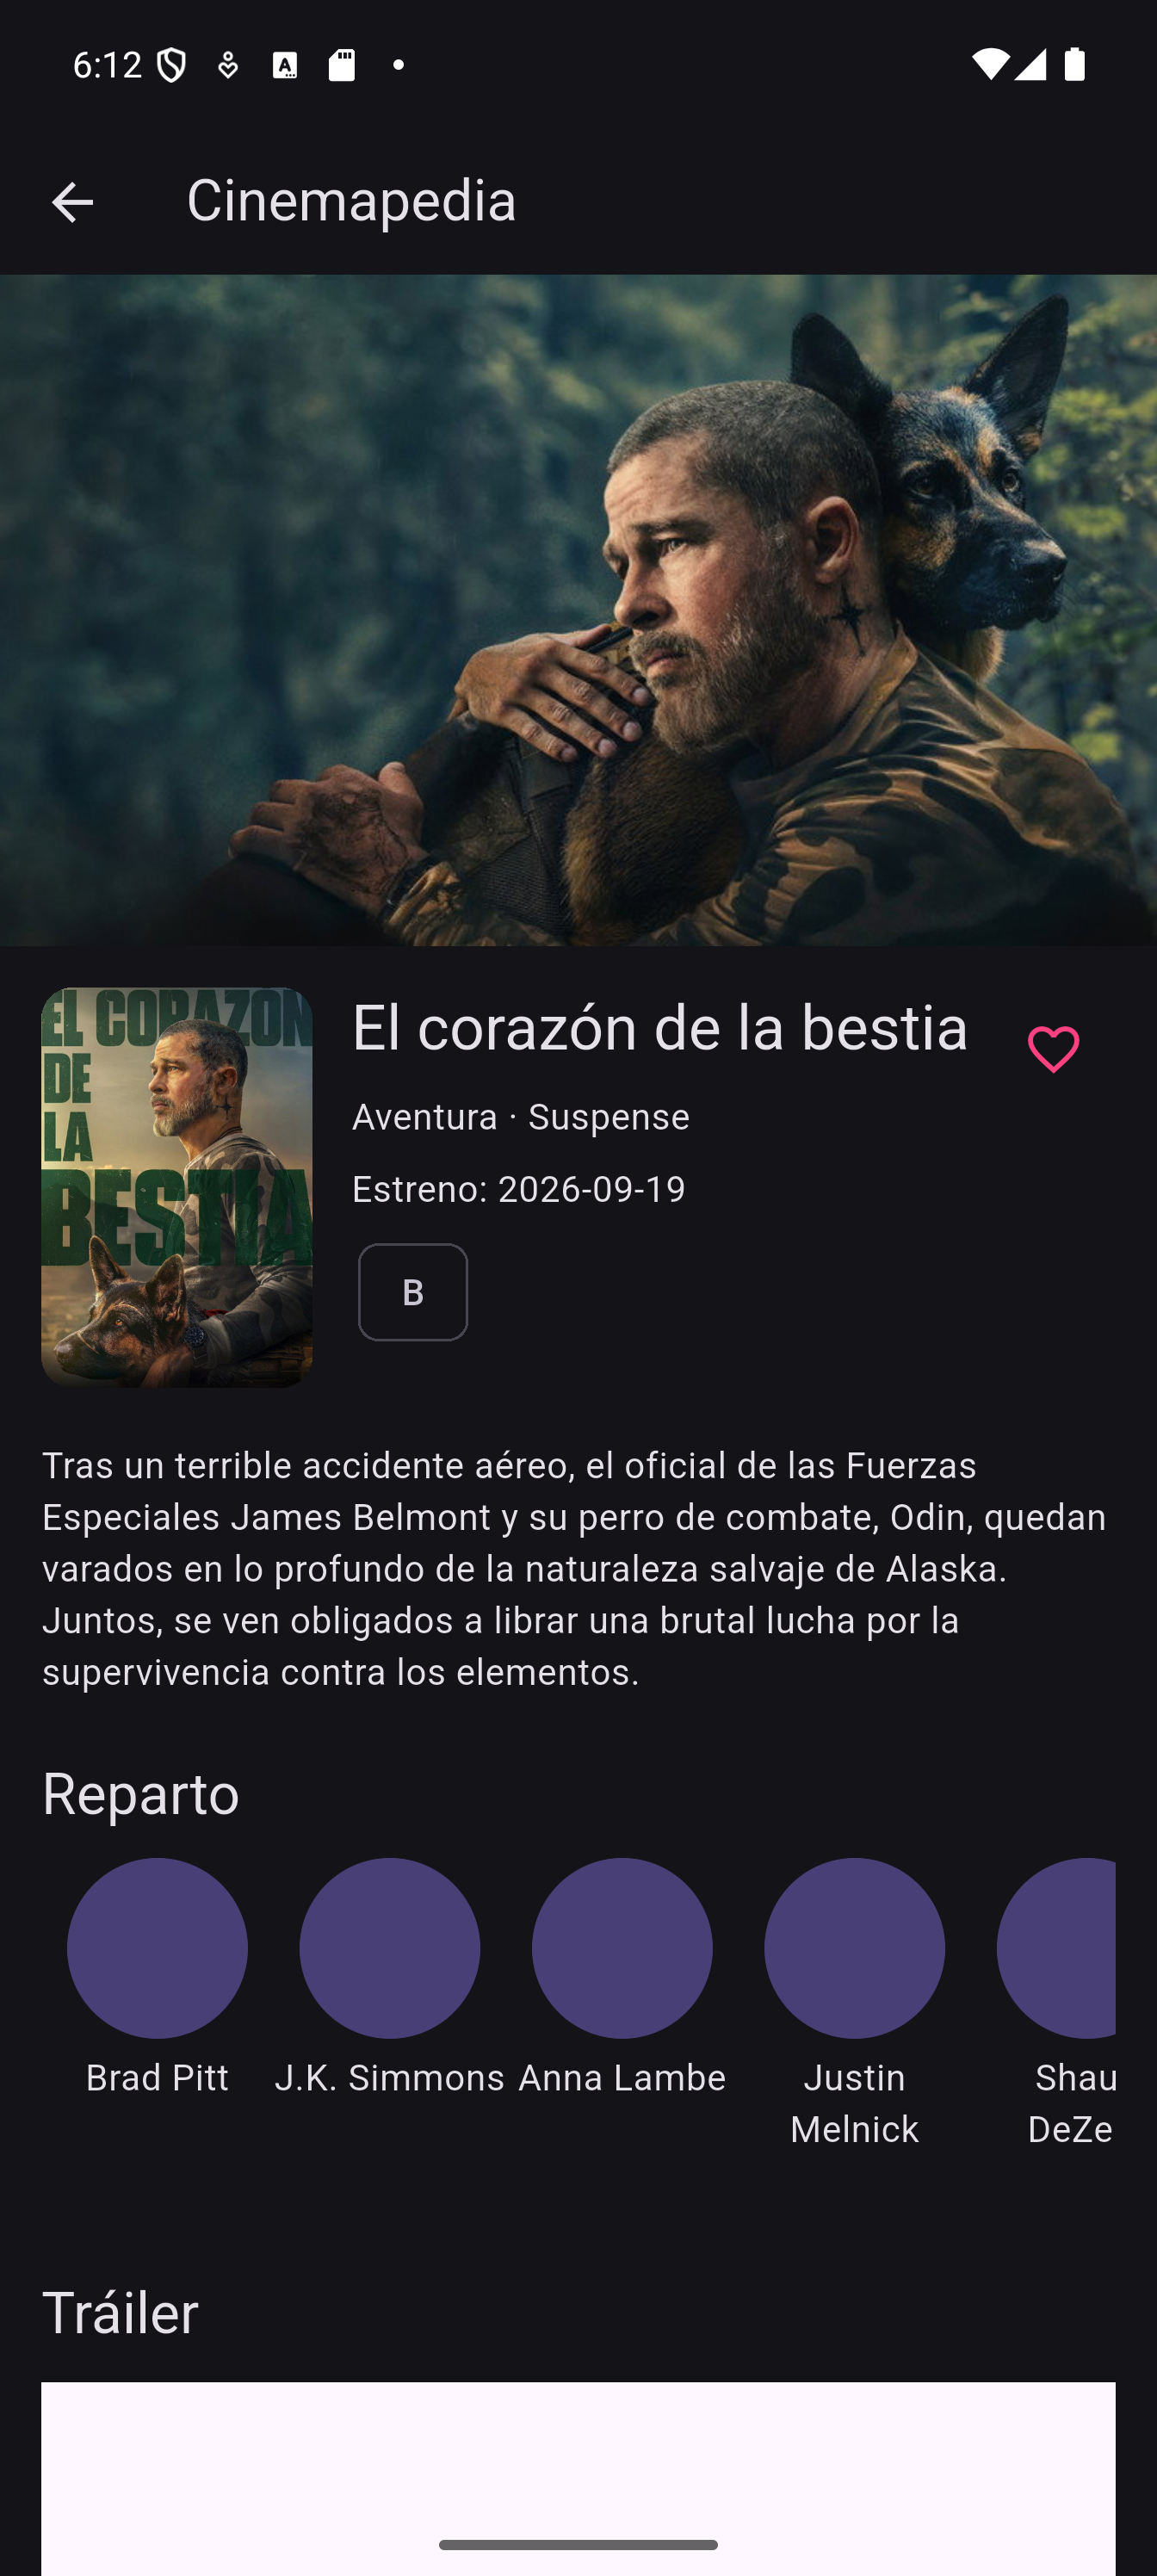 6:12
Cinemapedia
EL CORAZÓN
DE
LA
BESTIA
El corazón de la bestia
Aventura · Suspense
Estreno: 2026-09-19
B
Tras un terrible accidente aéreo, el oficial de las Fuerzas
Especiales James Belmont y su perro de combate, Odin, quedan
varados en lo profundo de la naturaleza salvaje de Alaska.
Juntos, se ven obligados a librar una brutal lucha por la
supervivencia contra los elementos.
Reparto
Brad Pitt
J.K. Simmons
Anna Lambe
Justin
Melnick
Shau
DeZe
Tráiler